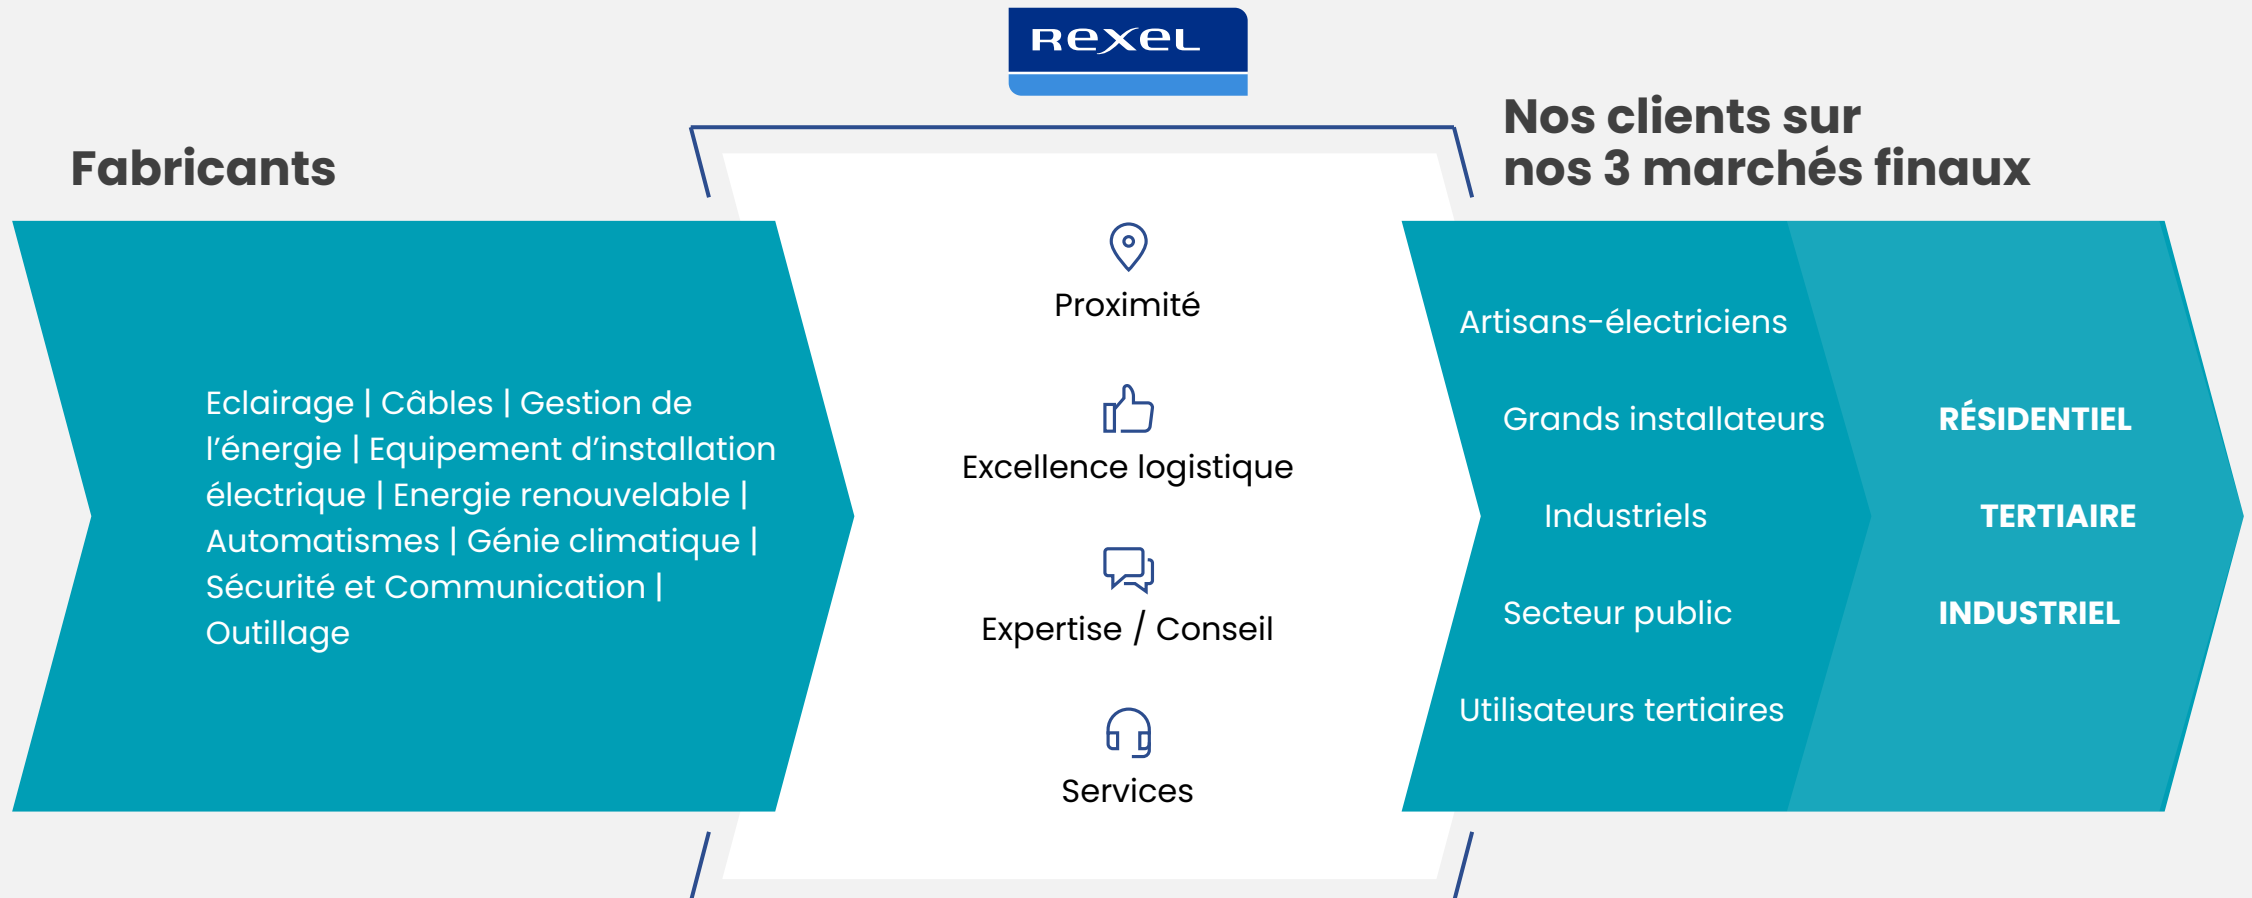 REXEL
Fabricants
Nos clients sur
nos 3 marchés finaux
Eclairage | Câbles | Gestion de
l’énergie | Equipement d’installation
électrique | Energie renouvelable |
Automatismes | Génie climatique |
Sécurité et Communication |
Outillage
Proximité
Excellence logistique
Expertise / Conseil
Services
Artisans-électriciens
Grands installateurs
Industriels
Secteur public
Utilisateurs tertiaires
RÉSIDENTIEL
TERTIAIRE
INDUSTRIEL